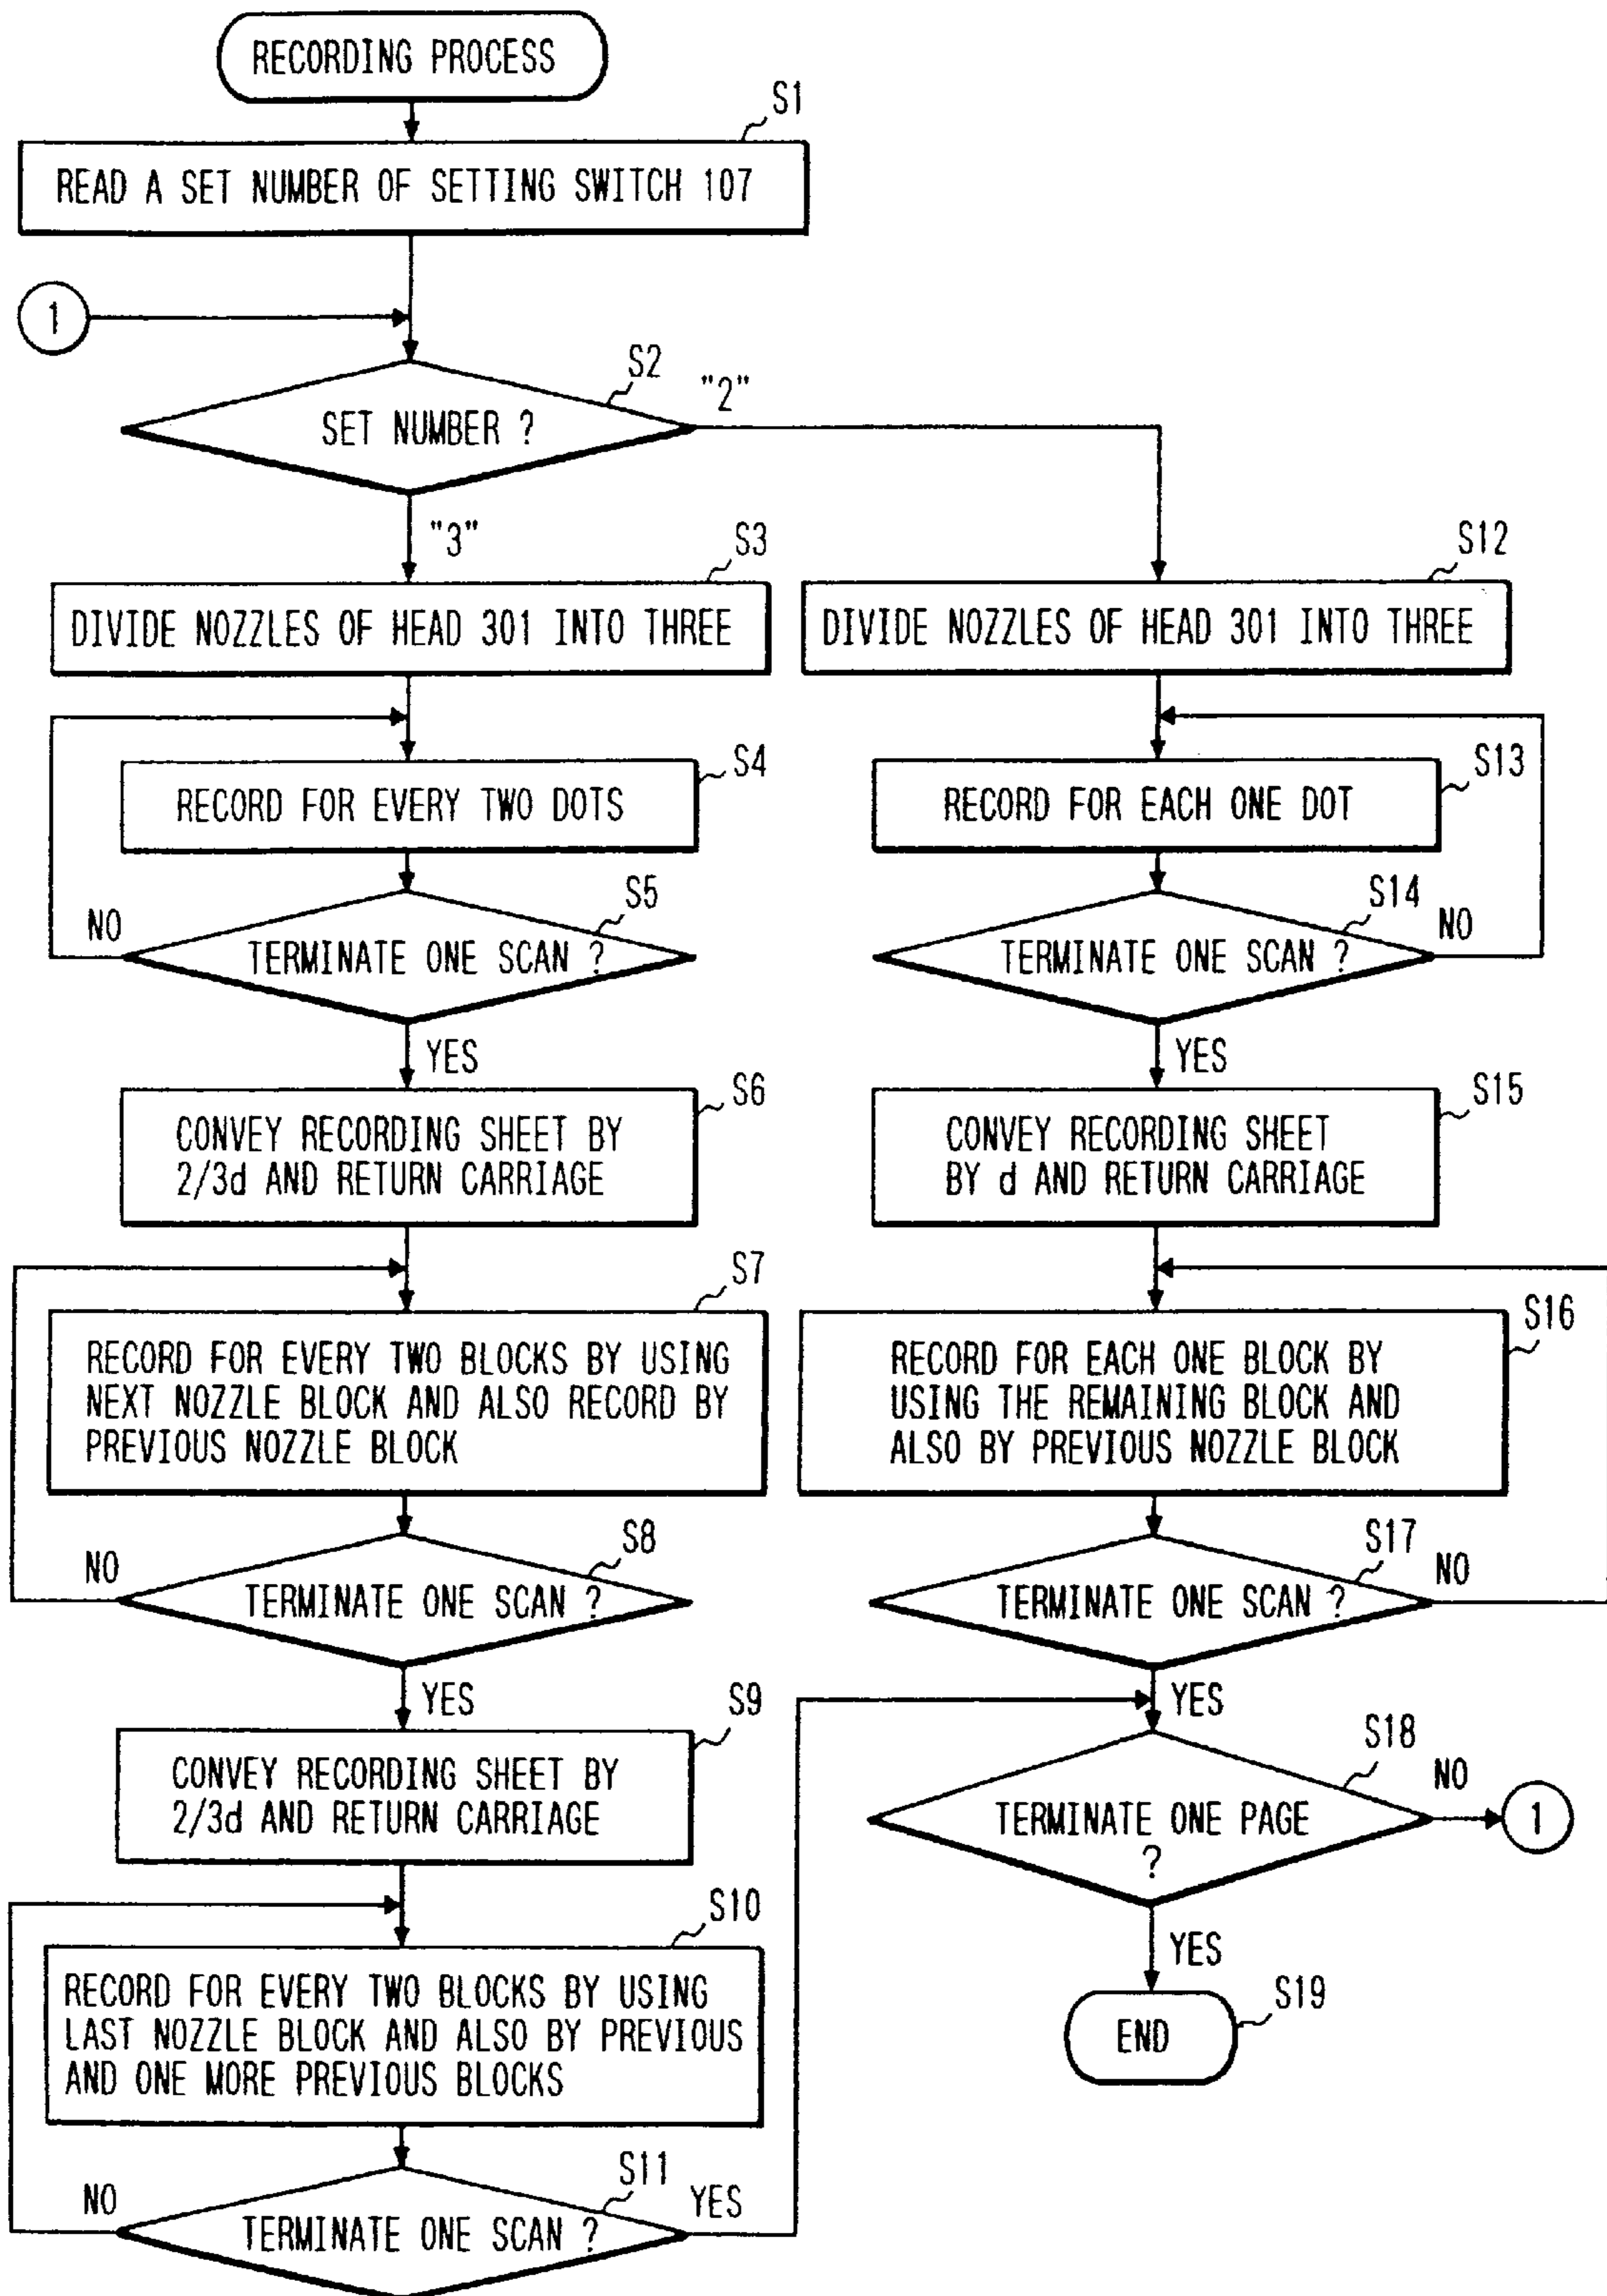 RECORDING PROCESS
S1
READ A SET NUMBER OF SETTING SWITCH 107
1
S2
"2"
SET NUMBER ?
"3"
S3
DIVIDE NOZZLES OF HEAD 301 INTO THREE
S4
RECORD FOR EVERY TWO DOTS
S5
NO
TERMINATE ONE SCAN ?
YES
S6
CONVEY RECORDING SHEET BY
2/3d AND RETURN CARRIAGE
S7
RECORD FOR EVERY TWO BLOCKS BY USING
NEXT NOZZLE BLOCK AND ALSO RECORD BY
PREVIOUS NOZZLE BLOCK
S8
NO
TERMINATE ONE SCAN ?
YES
S9
CONVEY RECORDING SHEET BY
2/3d AND RETURN CARRIAGE
S10
RECORD FOR EVERY TWO BLOCKS BY USING
LAST NOZZLE BLOCK AND ALSO BY PREVIOUS
AND ONE MORE PREVIOUS BLOCKS
S11
NO
TERMINATE ONE SCAN ?
YES
S12
DIVIDE NOZZLES OF HEAD 301 INTO THREE
S13
RECORD FOR EACH ONE DOT
S14
NO
TERMINATE ONE SCAN ?
YES
S15
CONVEY RECORDING SHEET
BY d AND RETURN CARRIAGE
S16
RECORD FOR EACH ONE BLOCK BY
USING THE REMAINING BLOCK AND
ALSO BY PREVIOUS NOZZLE BLOCK
S17
NO
TERMINATE ONE SCAN ?
YES
S18
NO
TERMINATE ONE PAGE
?
1
YES
S19
END